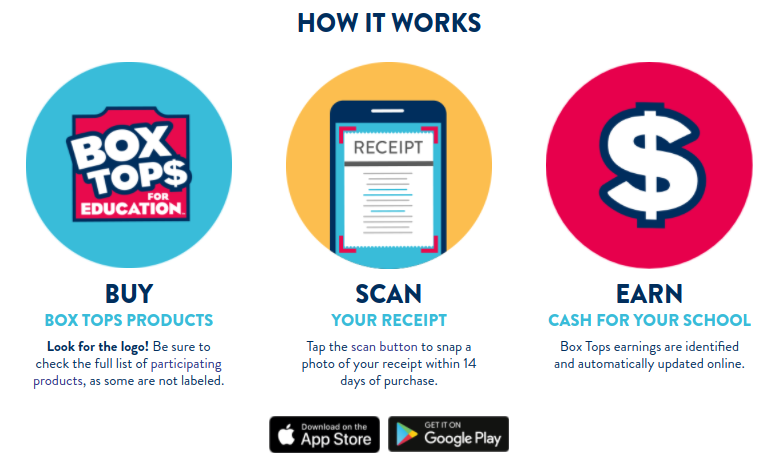 HOW IT WORKS
BOX
TOPS
FOR
EDUCATION
RECEIPT
BUY
BOX TOPS PRODUCTS
Look for the logo! Be sure to
check the full list of participating
products, as some are not labeled.
SCAN
YOUR RECEIPT
Tap the scan button to snap a
photo of your receipt within 14
days of purchase.
EARN
CASH FOR YOUR SCHOOL
Box Tops earnings are identified
and automatically updated online.
Download on the
App Store
GET IT ON
Google Play